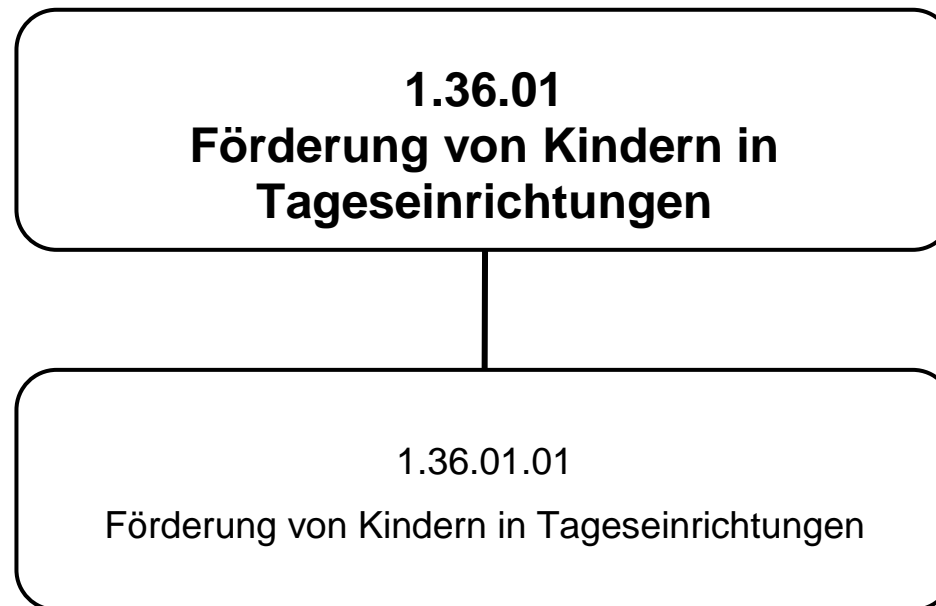 1.36.01
Förderung von Kindern in
Tageseinrichtungen
1.36.01.01
Förderung von Kindern in Tageseinrichtungen